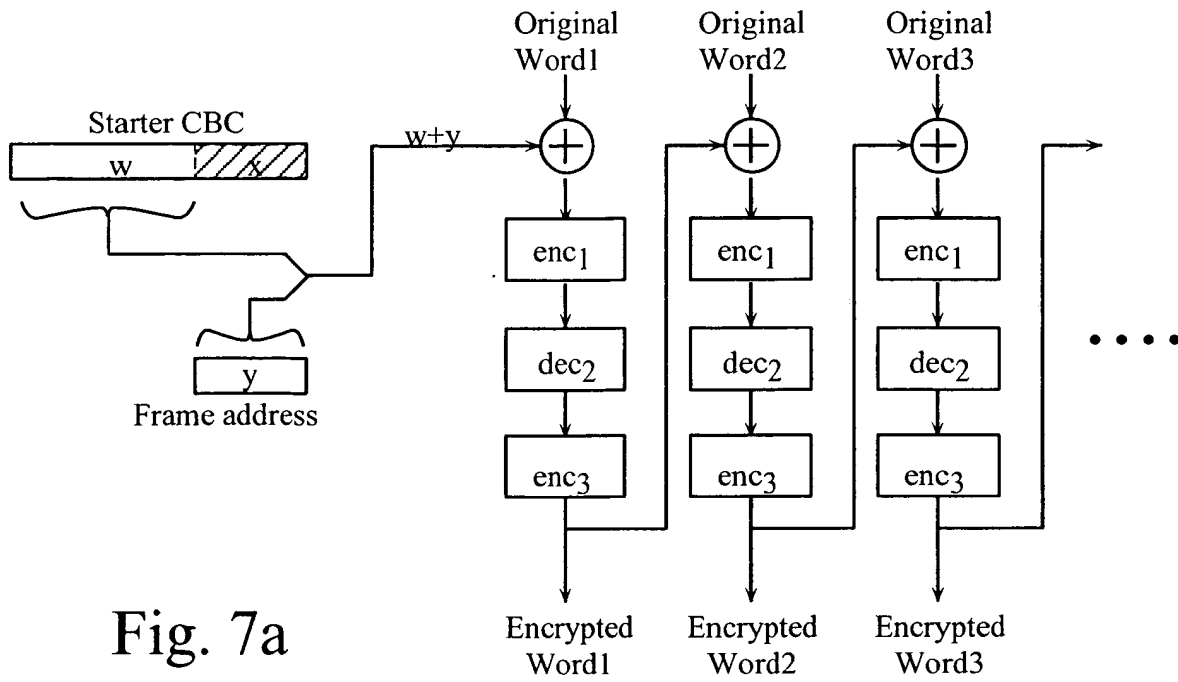 Original Word1
Original Word2
Original Word3
Starter CBC
w
x
w+y
y
Frame address
enc1
enc1
enc1
dec2
dec2
dec2
enc3
enc3
enc3
Encrypted Word1
Encrypted Word2
Encrypted Word3
Fig. 7a